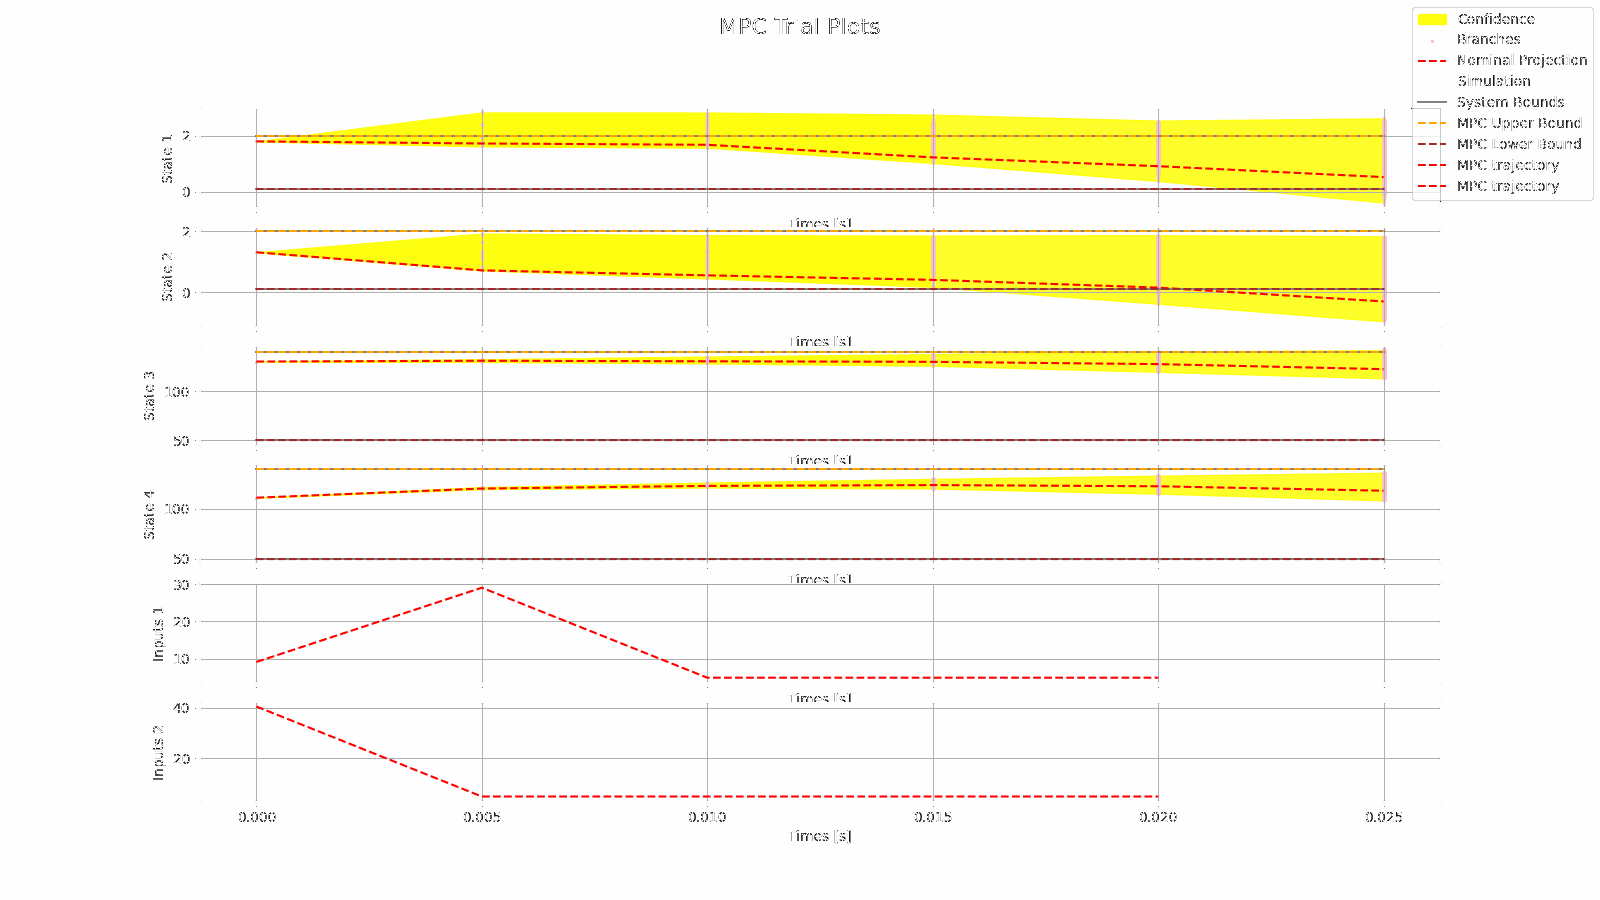 MPC Trial Plots
Confidence
Branches
Nominal Projection
Simulation
System Bounds
MPC Upper Bound
MPC Lower Bound
MPC trajectory
MPC trajectory
State 1
2
0
Times [s]
State 2
2
0
Times [s]
State 3
100
50
Times [s]
State 4
100
50
Times [s]
Inputs 1
30
20
10
Times [s]
Inputs 2
40
20
0.000 0.005 0.010 0.015 0.020 0.025
Times [s]